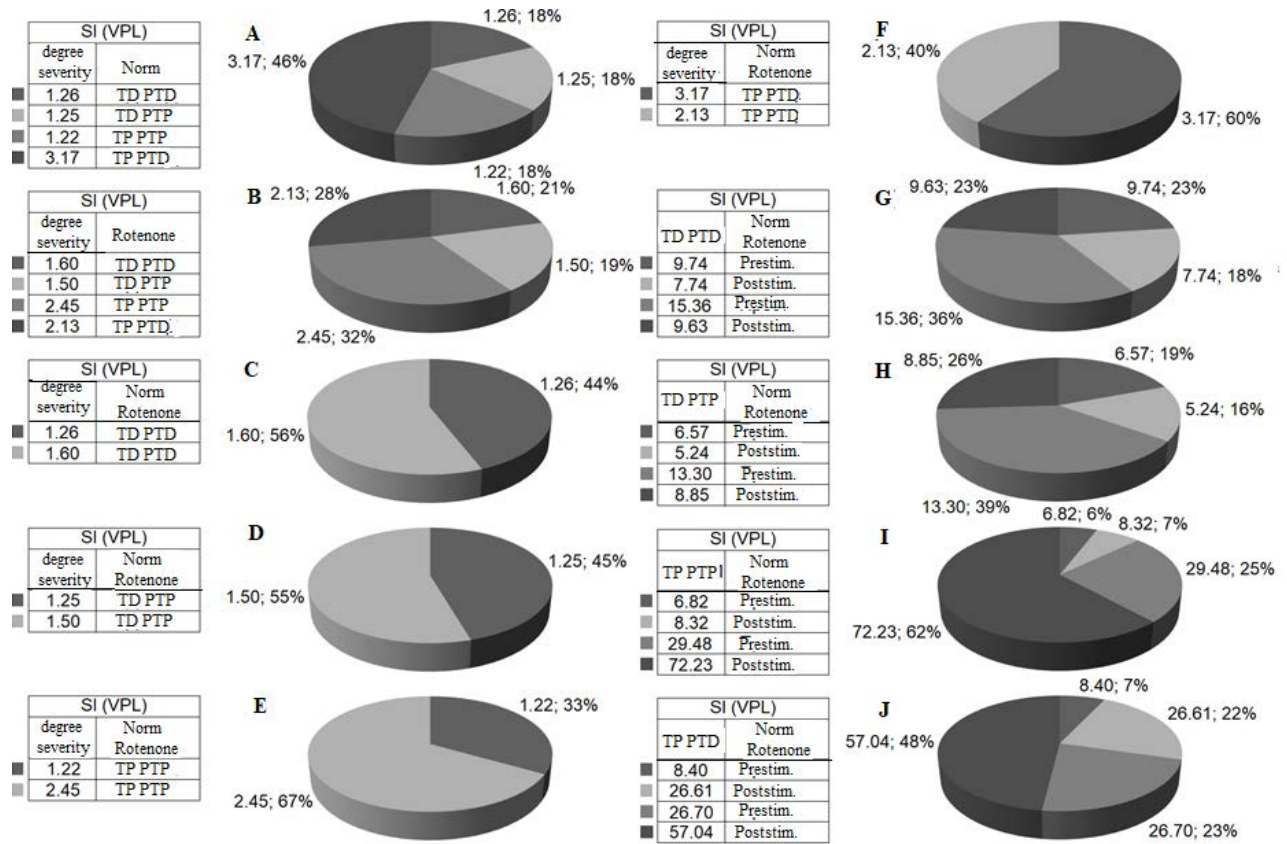 SI (VPL)
degree severity Norm
1.26 TD PTD
1.25 TD PTP
1.22 TP PTP
3.17 TP PTD
A
1.26; 18%
1.25; 18%
1.22; 18%
3.17; 46%
SI (VPL)
degree severity Rotenone
1.60 TD PTD
1.50 TD PTP
2.45 TP PTP
2.13 TP PTD
B
1.60; 21%
1.50; 19%
2.45; 32%
2.13; 28%
SI (VPL)
degree severity Norm Rotenone
1.26 TD PTD
1.60 TD PTD
C
1.26; 44%
1.60; 56%
SI (VPL)
degree severity Norm Rotenone
1.25 TD PTP
1.50 TD PTP
D
1.25; 45%
1.50; 55%
SI (VPL)
degree severity Norm Rotenone
1.22 TP PTP
2.45 TP PTP
E
1.22; 33%
2.45; 67%
SI (VPL)
degree severity Norm Rotenone
3.17 TP PTD
2.13 TP PTD
F
2.13; 40%
3.17; 60%
SI (VPL)
TD PTD Norm Rotenone
9.74 Prestim.
7.74 Poststim.
15.36 Prestim.
9.63 Poststim.
G
9.63; 23%
9.74; 23%
7.74; 18%
15.36; 36%
SI (VPL)
TD PTP Norm Rotenone
6.57 Prestim.
5.24 Poststim.
13.30 Prestim.
8.85 Poststim.
H
8.85; 26%
6.57; 19%
5.24; 16%
13.30; 39%
SI (VPL)
TP PTP Norm Rotenone
6.82 Prestim.
8.32 Poststim.
29.48 Prestim.
72.23 Poststim.
I
6.82; 6%
8.32; 7%
29.48; 25%
72.23; 62%
SI (VPL)
TP PTD Norm Rotenone
8.40 Prestim.
26.61 Poststim.
26.70 Prestim.
57.04 Poststim.
J
8.40; 7%
26.61; 22%
26.70; 23%
57.04; 48%